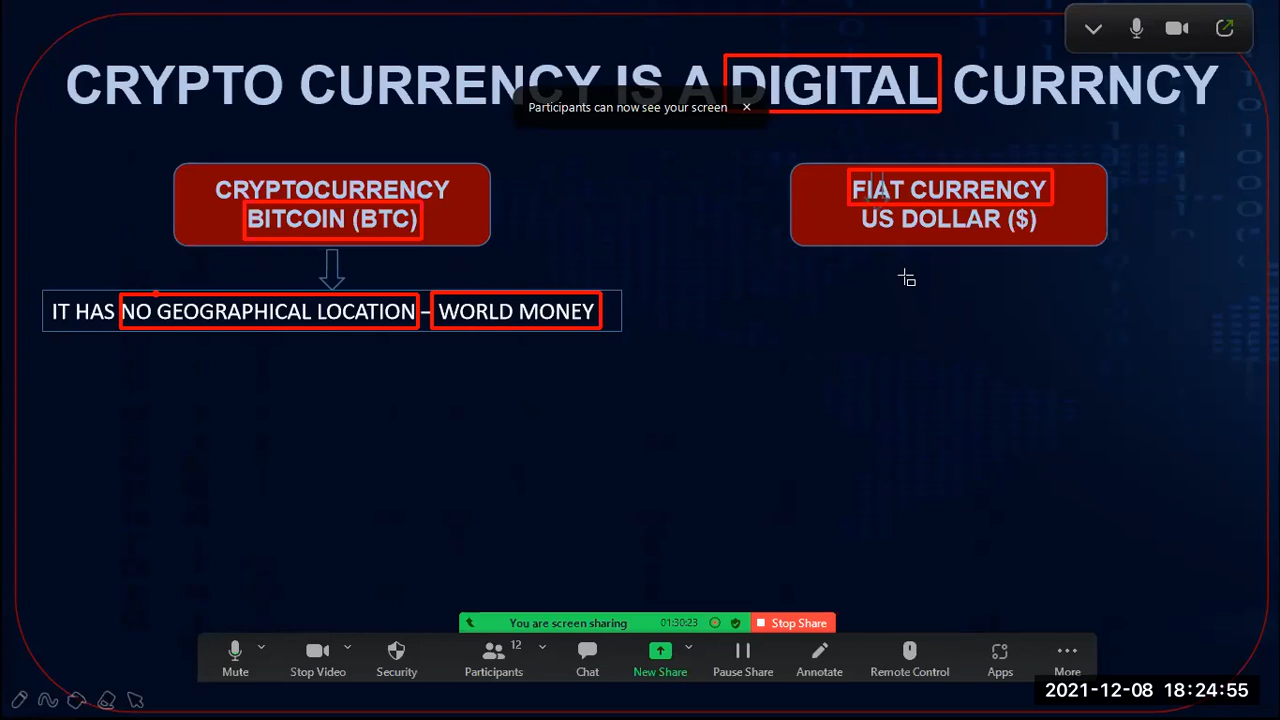 CRYPTO CURRENCY IS A DIGITAL CURRNCY
Participants can now see your screen ×
CRYPTOCURRENCY
BITCOIN (BTC)
FIAT CURRENCY
US DOLLAR ($)
IT HAS NO GEOGRAPHICAL LOCATION – WORLD MONEY
You are screen sharing 01:30:23 Stop Share
12
Mute Stop Video Security Participants Chat New Share Pause Share Annotate Remote Control Apps More
2021-12-08 18:24:55